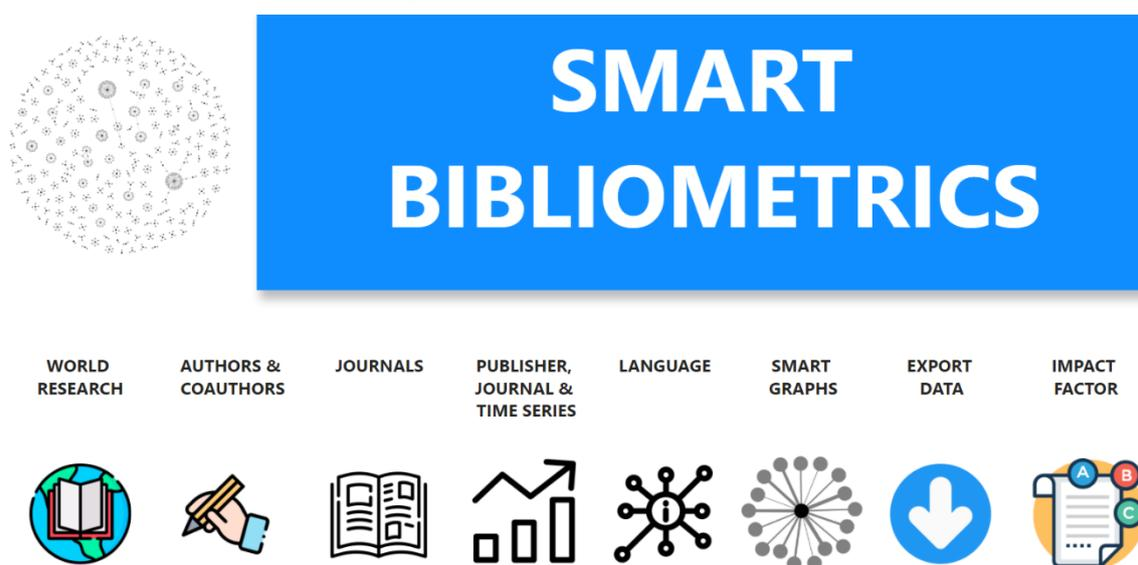 SMART
BIBLIOMETRICS
WORLD
RESEARCH
AUTHORS &
COAUTHORS
JOURNALS
PUBLISHER,
JOURNAL &
TIME SERIES
LANGUAGE
SMART
GRAPHS
EXPORT
DATA
IMPACT
FACTOR
i
A
B
C